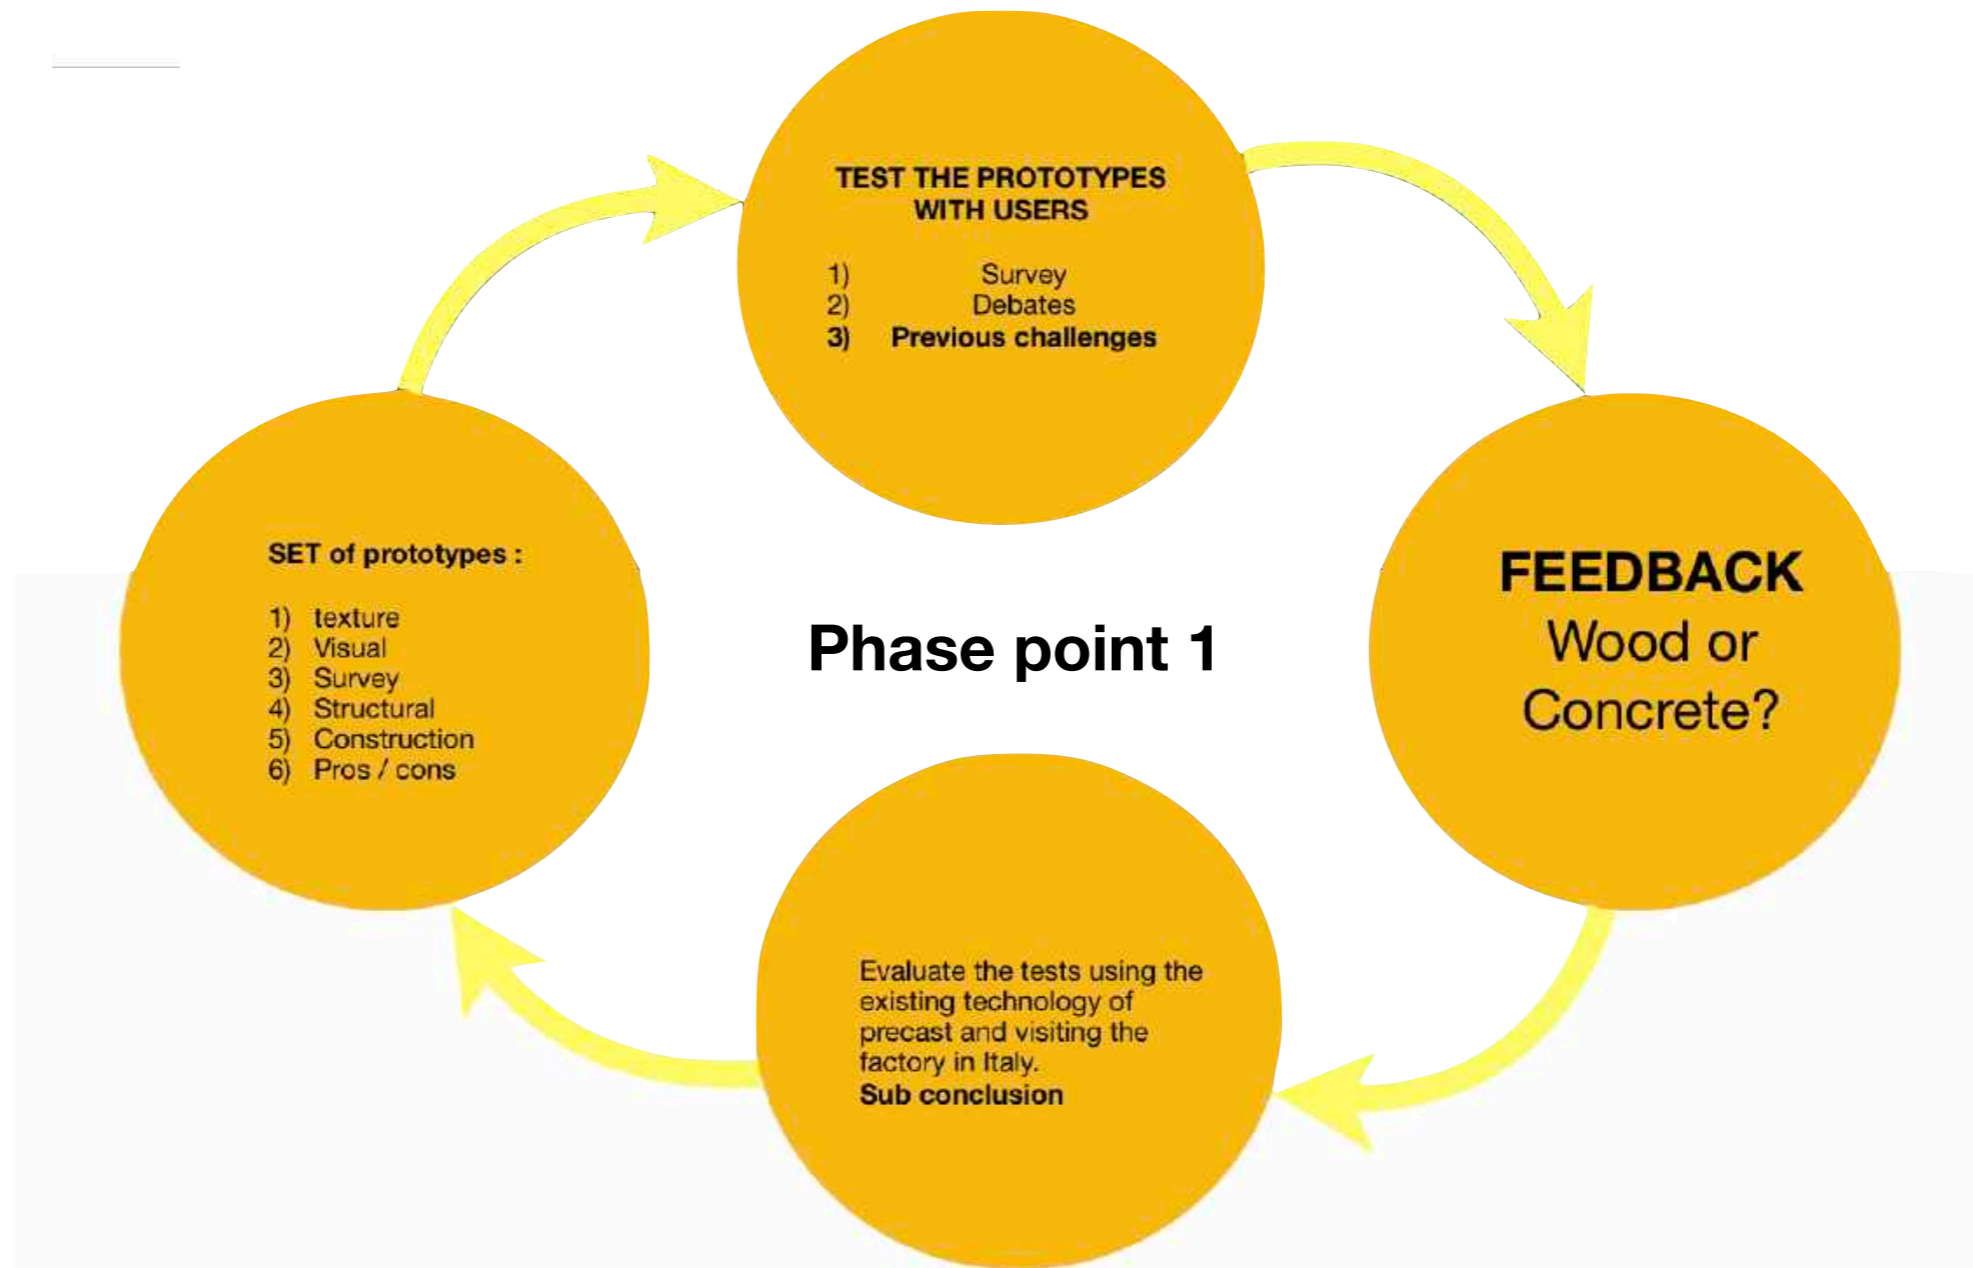 TEST THE PROTOTYPES
WITH USERS
1) Survey
2) Debates
3) Previous challenges
SET of prototypes :
1) texture
2) Visual
3) Survey
4) Structural
5) Construction
6) Pros / cons
Phase point 1
FEEDBACK
Wood or
Concrete?
Evaluate the tests using the
existing technology of
precast and visiting the
factory in Italy.
Sub conclusion